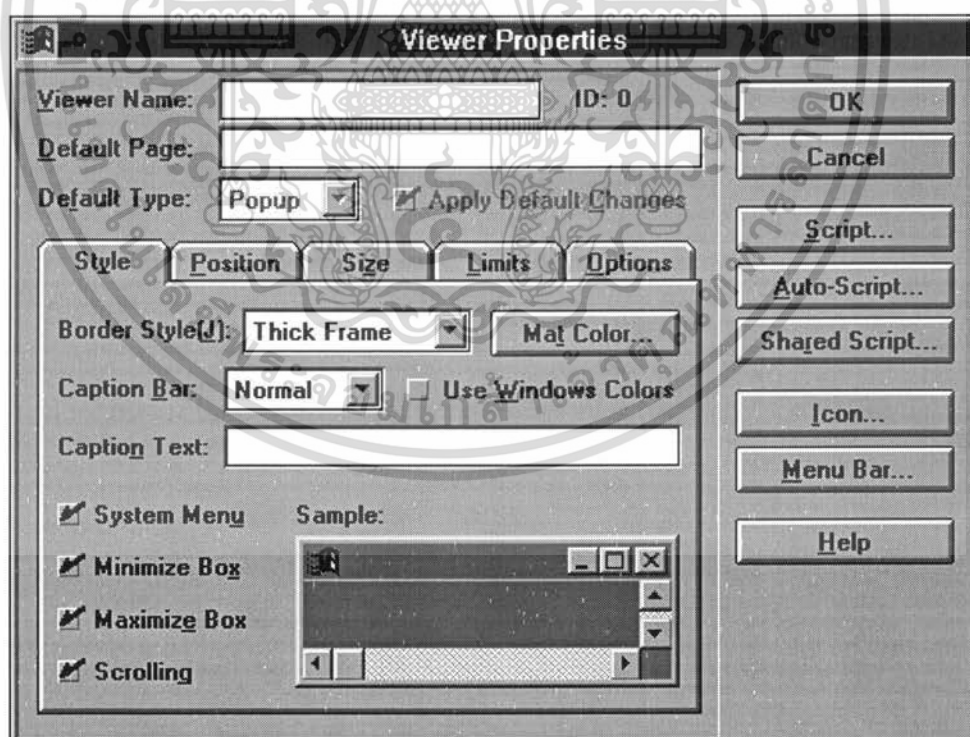 Viewer Properties
Viewer Name: ID: 0
Default Page:
Default Type: Popup Apply Default Changes
Style Position Size Limits Options
Border Style(J): Thick Frame Mat Color...
Caption Bar: Normal Use Windows Colors
Caption Text:
System Menu Sample:
Minimize Box
Maximize Box
Scrolling
OK
Cancel
Script...
Auto-Script...
Shared Script...
Icon...
Menu Bar...
Help